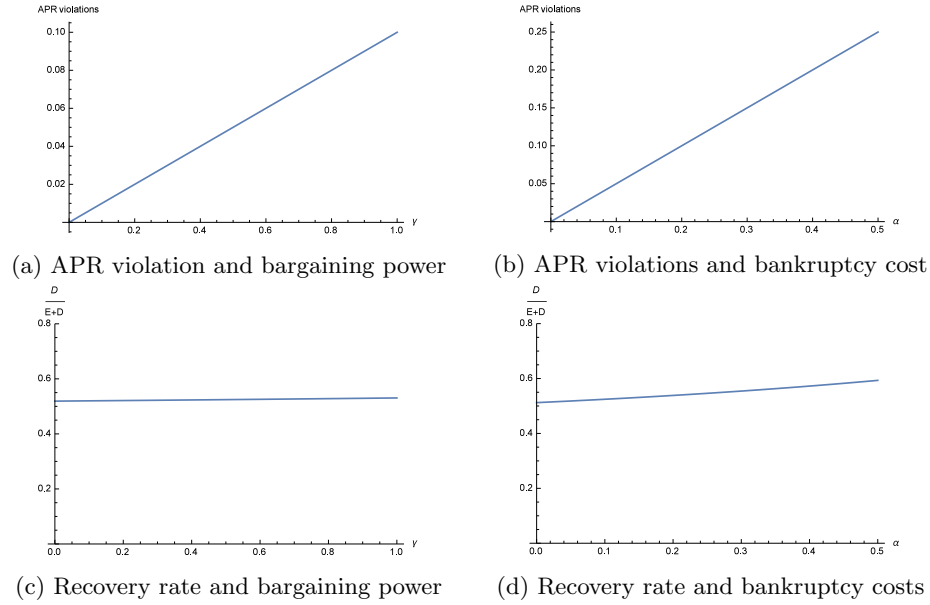 APR violations
0.10
0.08
0.06
0.04
0.02
0.2 0.4 0.6 0.8 1.0 γ
(a) APR violation and bargaining power
APR violations
0.25
0.20
0.15
0.10
0.05
0.1 0.2 0.3 0.4 0.5 α
(b) APR violations and bankruptcy cost
D
E+D
0.8
0.6
0.4
0.2
0.0 0.2 0.4 0.6 0.8 1.0 γ
(c) Recovery rate and bargaining power
D
E+D
0.8
0.6
0.4
0.2
0.0 0.1 0.2 0.3 0.4 0.5 α
(d) Recovery rate and bankruptcy costs